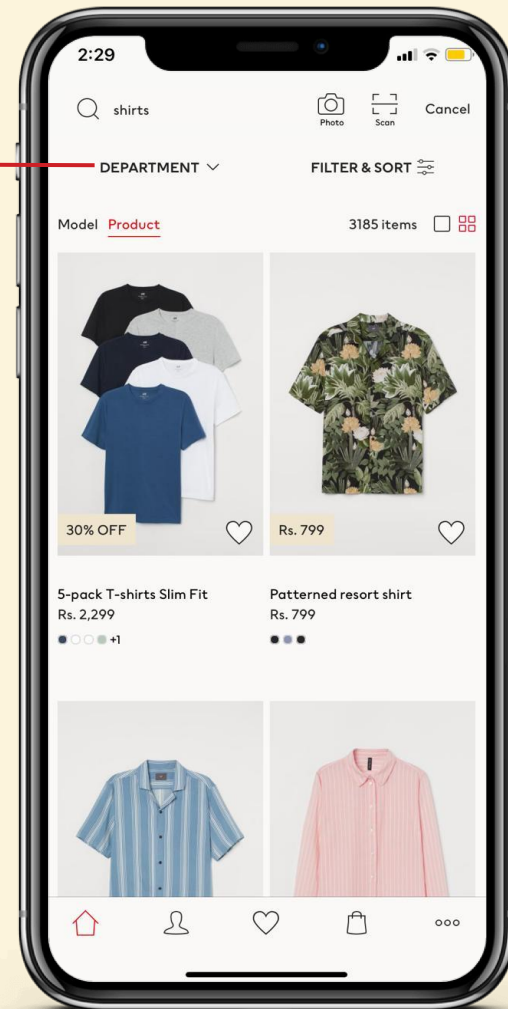 2:29
shirts
Photo
Scan
Cancel
DEPARTMENT
FILTER & SORT
Model Product
3185 items
30% OFF
Rs. 799
5-pack T-shirts Slim Fit
Rs. 2,299
+1
Patterned resort shirt
Rs. 799